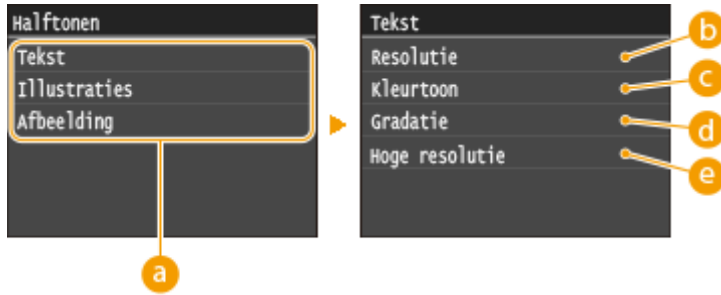 Halftonen
Tekst
Illustraties
Afbeelding
a
Tekst
Resolutie
Kleurtoon
Gradatie
Hoge resolutie
b
c
d
e